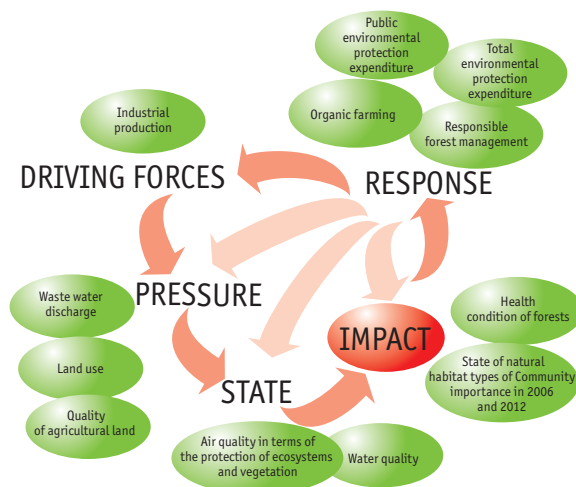 Public
environmental
protection
expenditure
Total
environmental
protection
expenditure
Industrial
production
Organic farming
Responsible
forest management
DRIVING FORCES
RESPONSE
Waste water
discharge
PRESSURE
Health
condition of forests
IMPACT
Land use
State of natural
habitat types of Community
importance in 2006
and 2012
STATE
Quality
of agricultural land
Air quality in terms of
the protection of ecosystems
and vegetation
Water quality